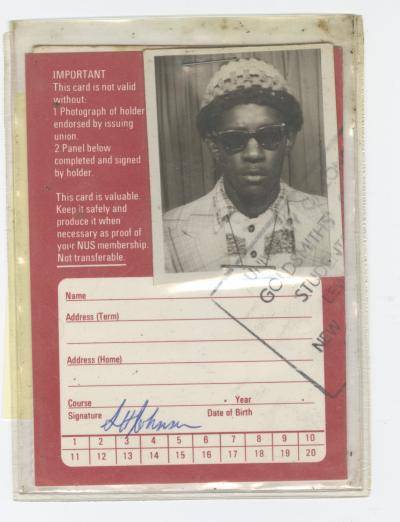 IMPORTANT
This card is not valid
without:
1 Photograph of holder
endorsed by issuing
union.
2 Panel below
completed and signed
by holder.
This card is valuable.
Keep it safely and
produce it when
necessary as proof of
your NUS membership.
Not transferable.
GOLDSMITH'S
STUDENT
NEW
Name
Address (Term)
Address (Home)
Course Year
Signature Johnson Date of Birth
1 2 3 4 5 6 7 8 9 10
11 12 13 14 15 16 17 18 19 20